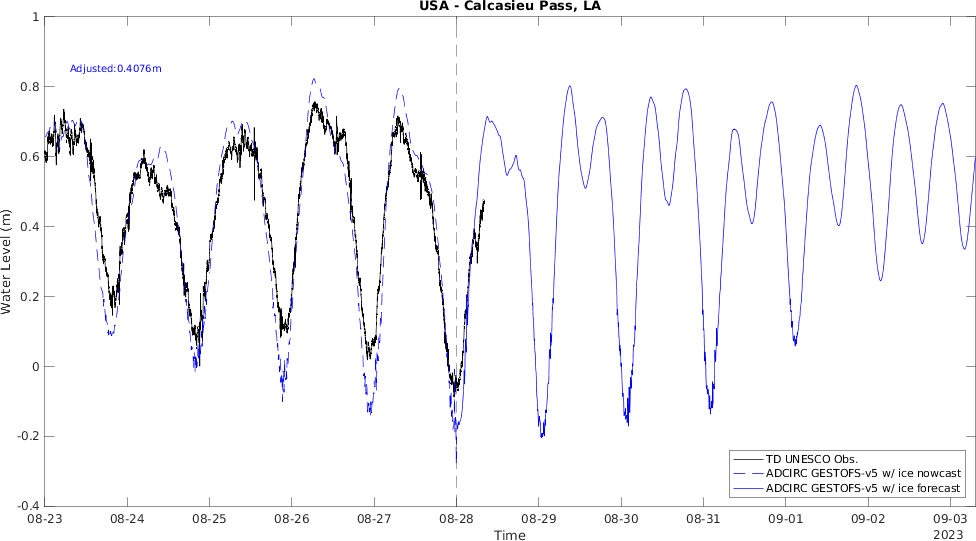 USA - Calcasieu Pass, LA
1
Adjusted:0.4076m
0.8
0.6
0.4
0.2
0
-0.2
-0.4
Water Level (m)
TD UNESCO Obs.
ADCIRC GESTOFS-v5 w/ ice nowcast
ADCIRC GESTOFS-v5 w/ ice forecast
08-23 08-24 08-25 08-26 08-27 08-28 08-29 08-30 08-31 09-01 09-02 09-03
Time
2023